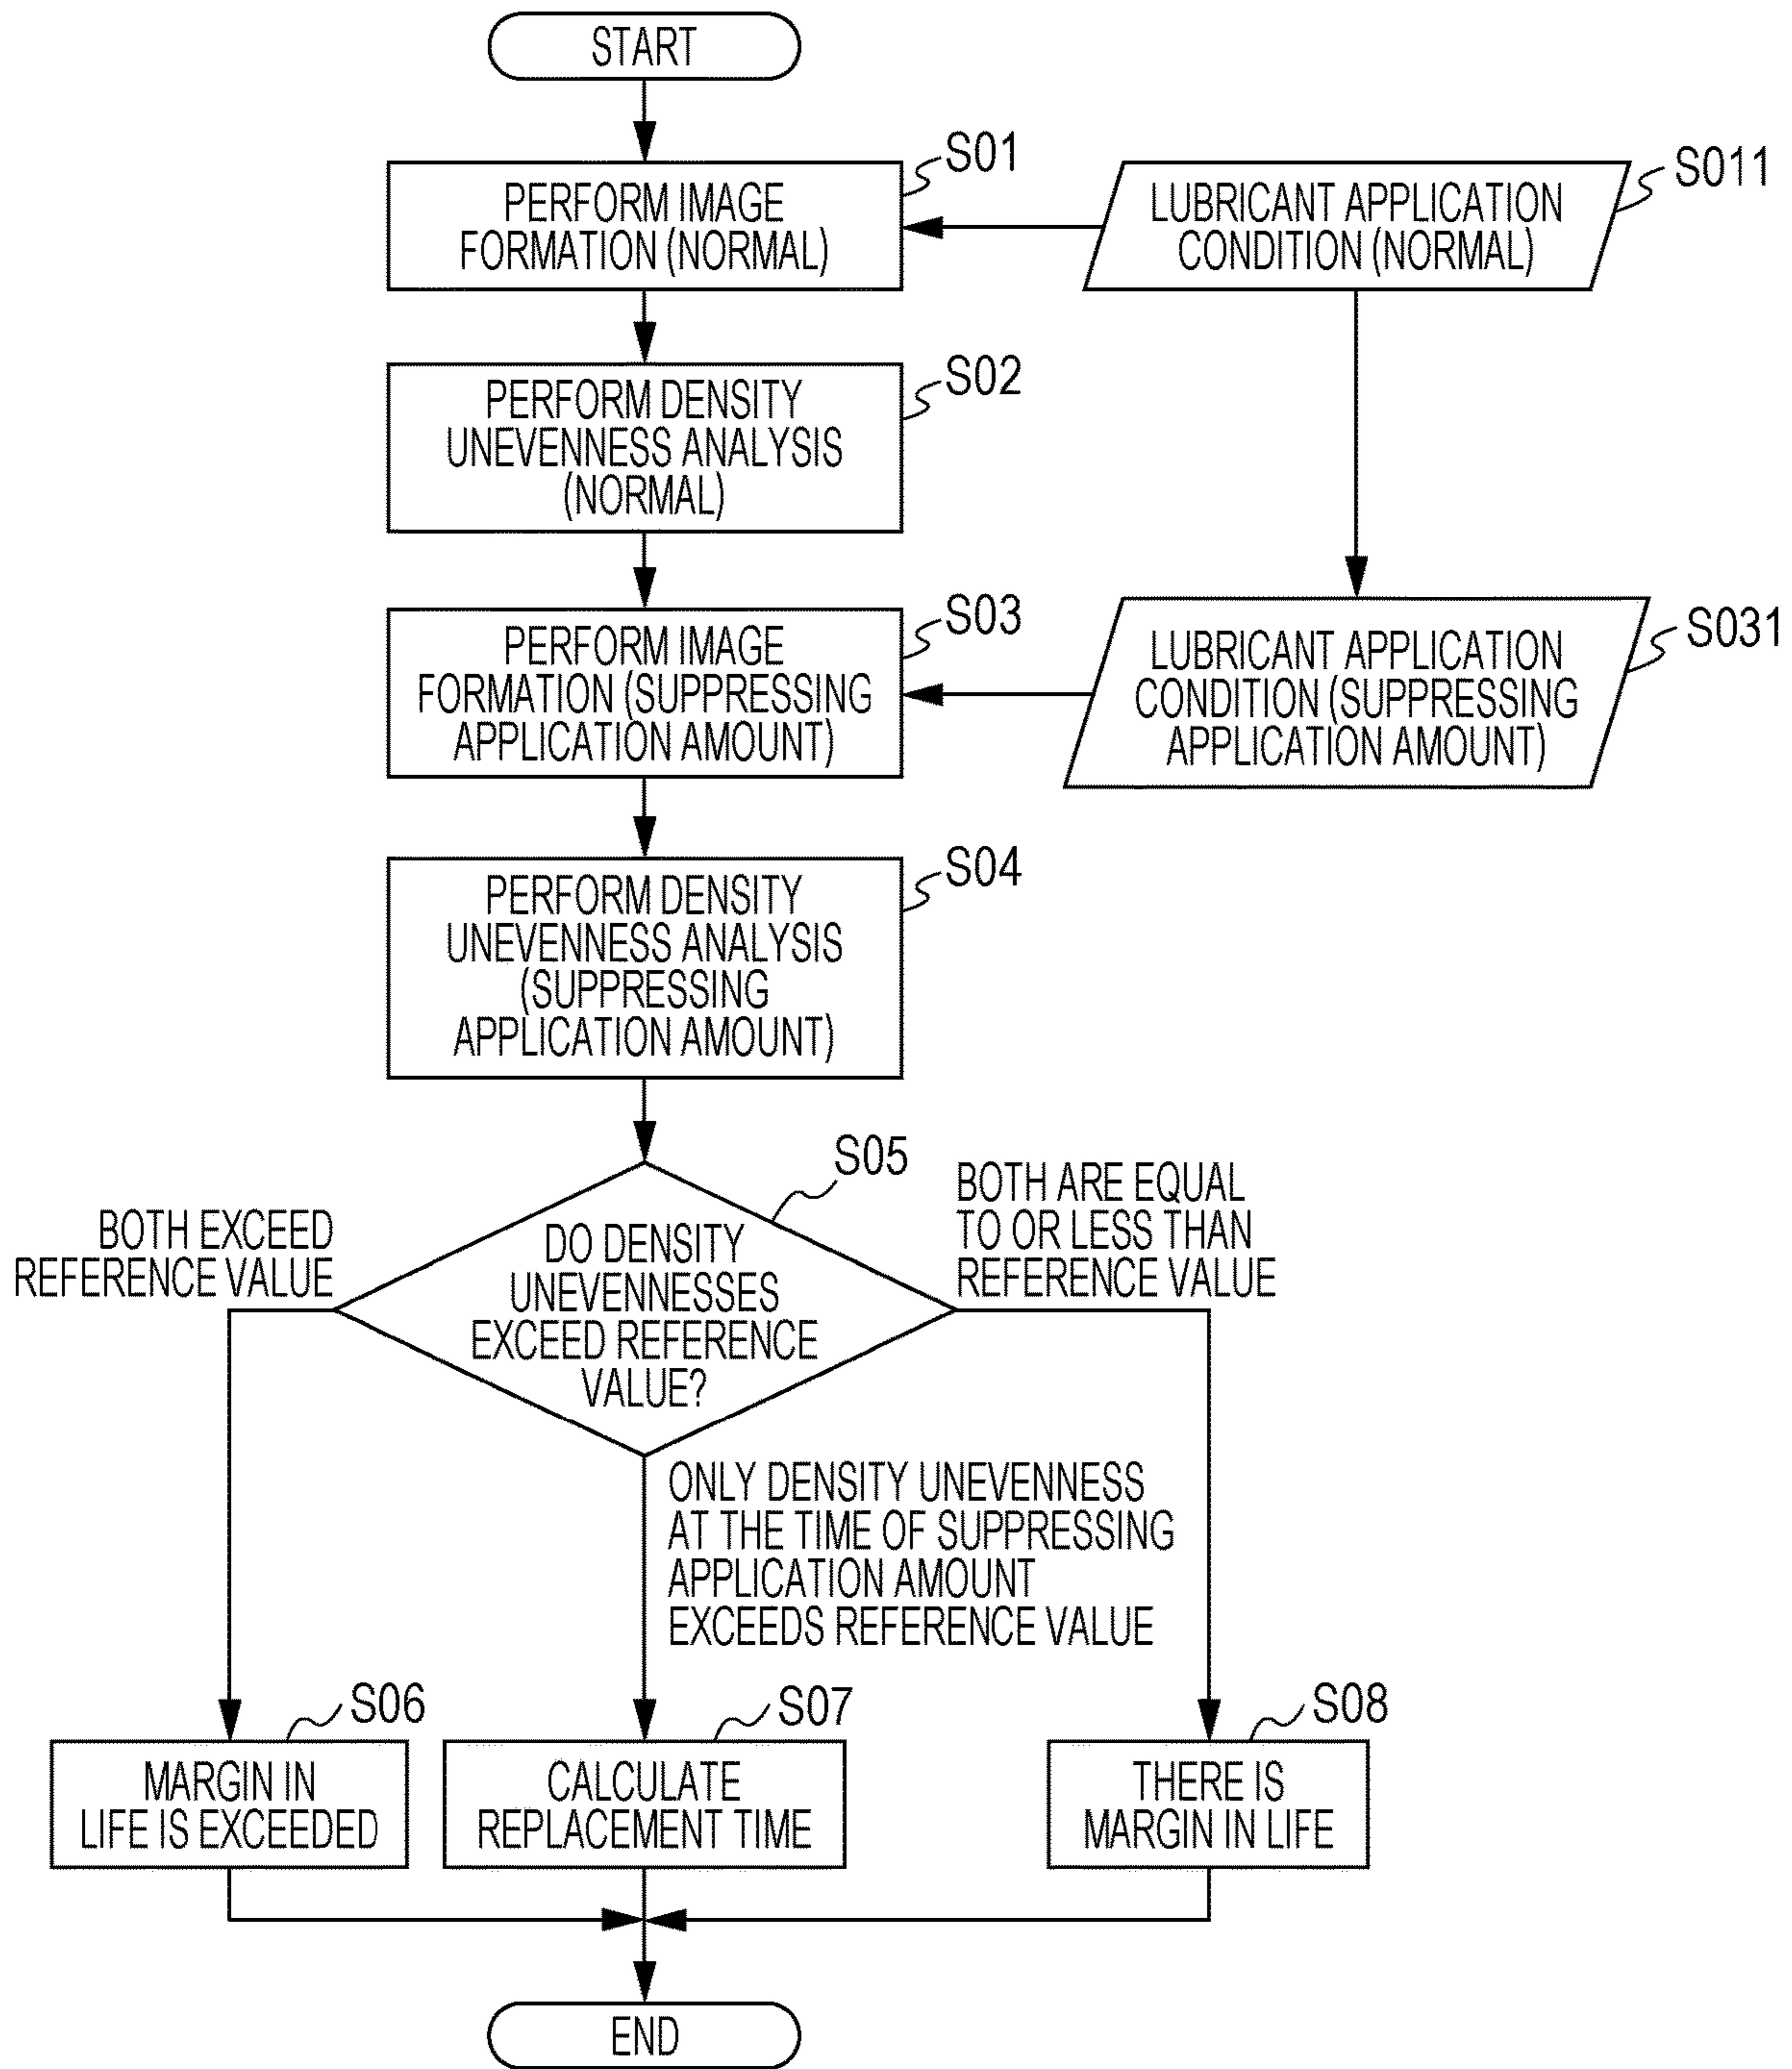 START
S01
PERFORM IMAGE
FORMATION (NORMAL)
S011
LUBRICANT APPLICATION
CONDITION (NORMAL)
S02
PERFORM DENSITY
UNEVENNESS ANALYSIS
(NORMAL)
S03
PERFORM IMAGE
FORMATION (SUPPRESSING
APPLICATION AMOUNT)
S031
LUBRICANT APPLICATION
CONDITION (SUPPRESSING
APPLICATION AMOUNT)
S04
PERFORM DENSITY
UNEVENNESS ANALYSIS
(SUPPRESSING
APPLICATION AMOUNT)
S05
DO DENSITY
UNEVENNESSES
EXCEED REFERENCE
VALUE?
BOTH EXCEED
REFERENCE VALUE
BOTH ARE EQUAL
TO OR LESS THAN
REFERENCE VALUE
ONLY DENSITY UNEVENNESS
AT THE TIME OF SUPPRESSING
APPLICATION AMOUNT
EXCEEDS REFERENCE VALUE
S06
MARGIN IN
LIFE IS EXCEEDED
S07
CALCULATE
REPLACEMENT TIME
S08
THERE IS
MARGIN IN LIFE
END